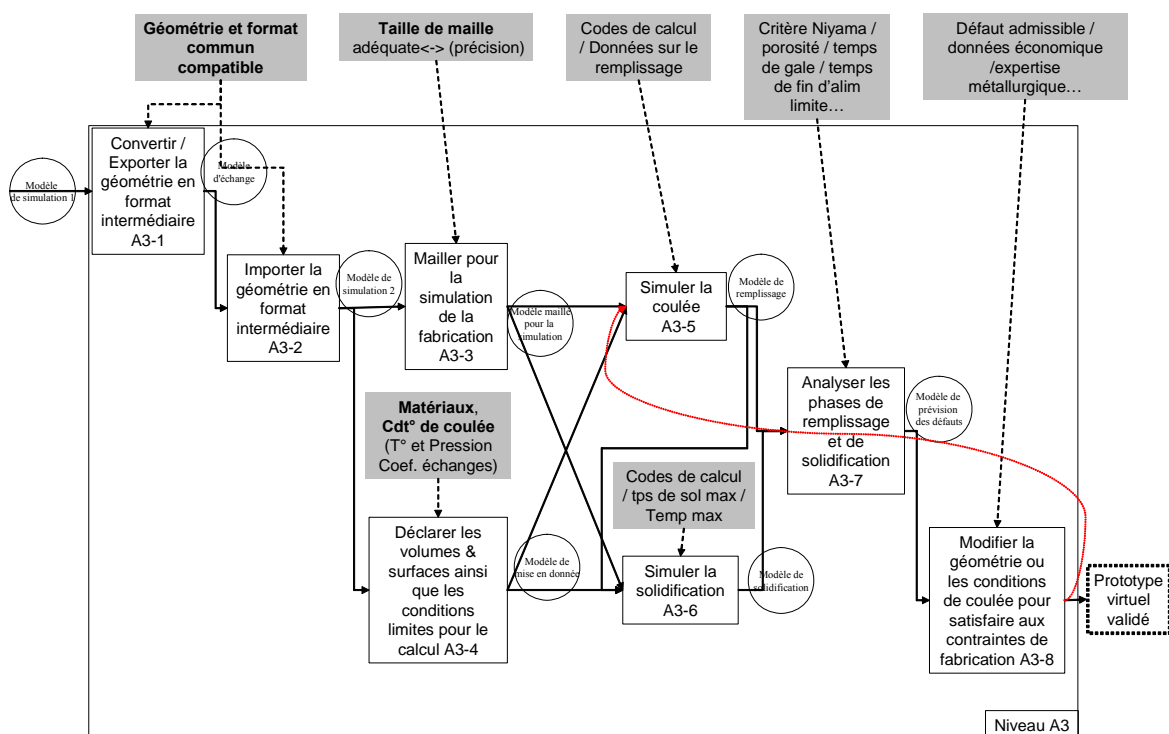 Géométrie et format
commun
compatible
Taille de maille
adéquate<-> (précision)
Codes de calcul
/ Données sur le
remplissage
Critère Niyama /
porosité / temps
de gale / temps
de fin d'alim
limite…
Défaut admissible /
données économique
/expertise
métallurgique…
Modèle
de simulation 1
Convertir /
Exporter la
géométrie en
format
intermédiaire
A3-1
Modèle
d'échange
Importer la
géométrie en
format
intermédiaire
A3-2
Modèle de
simulation 2
Mailler pour
la
simulation
de la
fabrication
A3-3
Modèle maille
pour la
simulation
Simuler la
coulée
A3-5
Modèle de
remplissage
Matériaux,
Cdt° de coulée
(T° et Pression
Coef. échanges)
Déclarer les
volumes &
surfaces ainsi
que les
conditions
limites pour le
calcul A3-4
Modèle de
mise en donnée
Codes de calcul
/ tps de sol max /
Temp max
Simuler la
solidification
A3-6
Modèle de
solidification
Analyser les
phases de
remplissage
et de
solidification
A3-7
Modèle de
prévision
des défauts
Modifier la
géométrie ou
les conditions
de coulée pour
satisfaire aux
contraintes de
fabrication A3-8
Prototype
virtuel
validé
Niveau A3